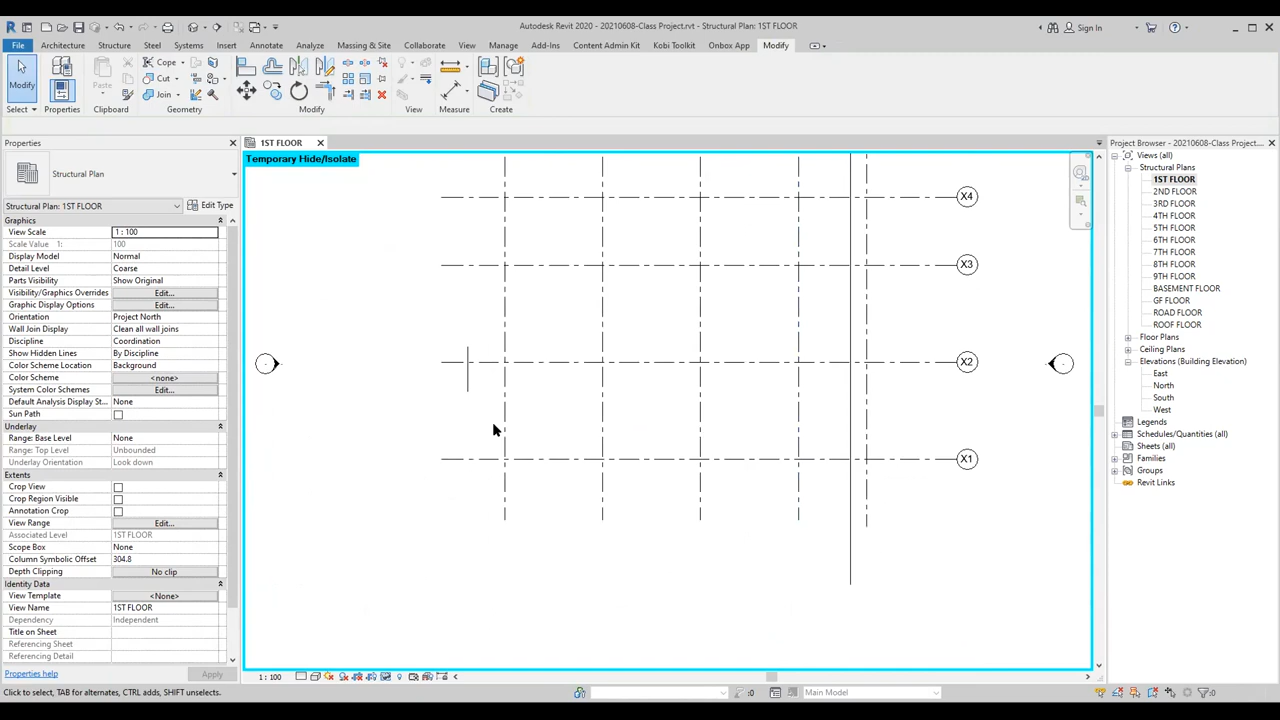 Autodesk Revit 2020 - 20210608-Class Project.rvt - Structural Plan: 1ST FLOOR
Sign In
File Architecture Structure Steel Systems Insert Annotate Analyze Massing & Site Collaborate View Manage Add-Ins Content Admin Kit Kobi Toolkit Onbox App Modify
Modify
Properties
Paste
Cope
Cut
Join
Select
Properties
Clipboard
Geometry
Modify
View
Measure
Create
Properties
Structural Plan
Structural Plan: 1ST FLOOR
Edit Type
Graphics
View Scale 1 : 100
Scale Value 1: 100
Display Model Normal
Detail Level Coarse
Parts Visibility Show Original
Visibility/Graphics Overrides Edit...
Graphic Display Options Edit...
Orientation Project North
Wall Join Display Clean all wall joins
Discipline Coordination
Show Hidden Lines By Discipline
Color Scheme Location Background
Color Scheme <none>
System Color Schemes Edit...
Default Analysis Display St... None
Sun Path
Underlay
Range: Base Level None
Range: Top Level Unbounded
Underlay Orientation Look down
Extents
Crop View
Crop Region Visible
Annotation Crop
View Range Edit...
Associated Level 1ST FLOOR
Scope Box None
Column Symbolic Offset 304.8
Depth Clipping No clip
Identity Data
View Template <None>
View Name 1ST FLOOR
Dependency Independent
Title on Sheet
Referencing Sheet
Referencing Detail
Properties help
Apply
1ST FLOOR
Temporary Hide/Isolate
X4
X3
X2
X1
1 : 100
Project Browser - 20210608-Class Project.rvt
Views (all)
Structural Plans
1ST FLOOR
2ND FLOOR
3RD FLOOR
4TH FLOOR
5TH FLOOR
6TH FLOOR
7TH FLOOR
8TH FLOOR
9TH FLOOR
BASEMENT FLOOR
GF FLOOR
ROAD FLOOR
ROOF FLOOR
Floor Plans
Ceiling Plans
Elevations (Building Elevation)
East
North
South
West
Legends
Schedules/Quantities (all)
Sheets (all)
Families
Groups
Revit Links
Click to select, TAB for alternates, CTRL adds, SHIFT unselects.
:0
Main Model
:0